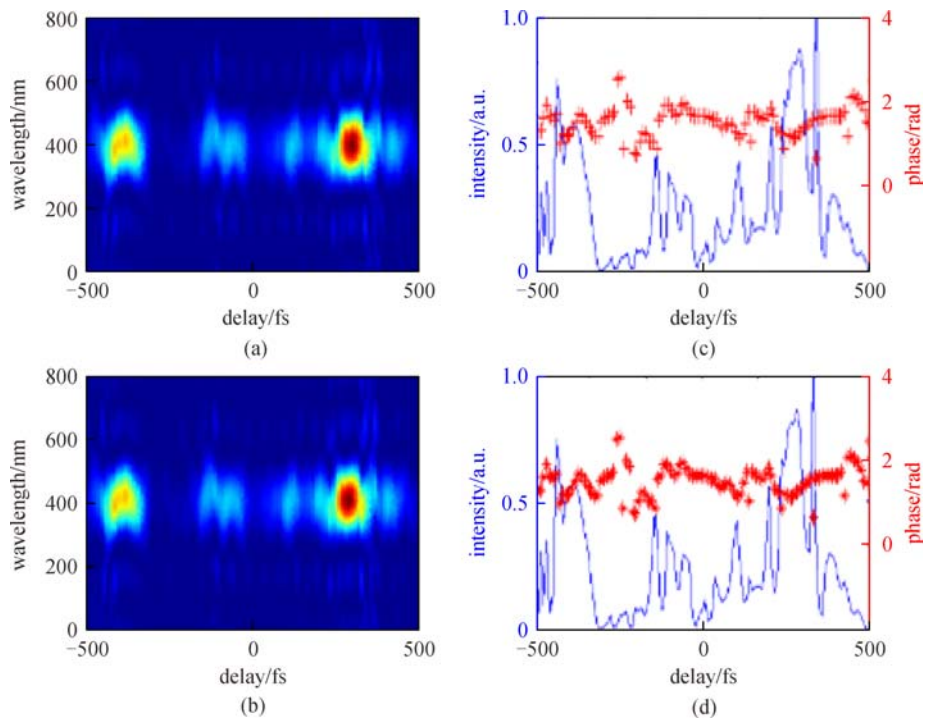 800
600
400
200
0
wavelength/nm
−500
0
500
delay/fs
(a)
1.0
0.5
0
intensity/a.u.
4
2
0
phase/rad
−500
0
500
delay/fs
(c)
800
600
400
200
0
wavelength/nm
−500
0
500
delay/fs
(b)
1.0
0.5
0
intensity/a.u.
4
2
0
phase/rad
−500
0
500
delay/fs
(d)